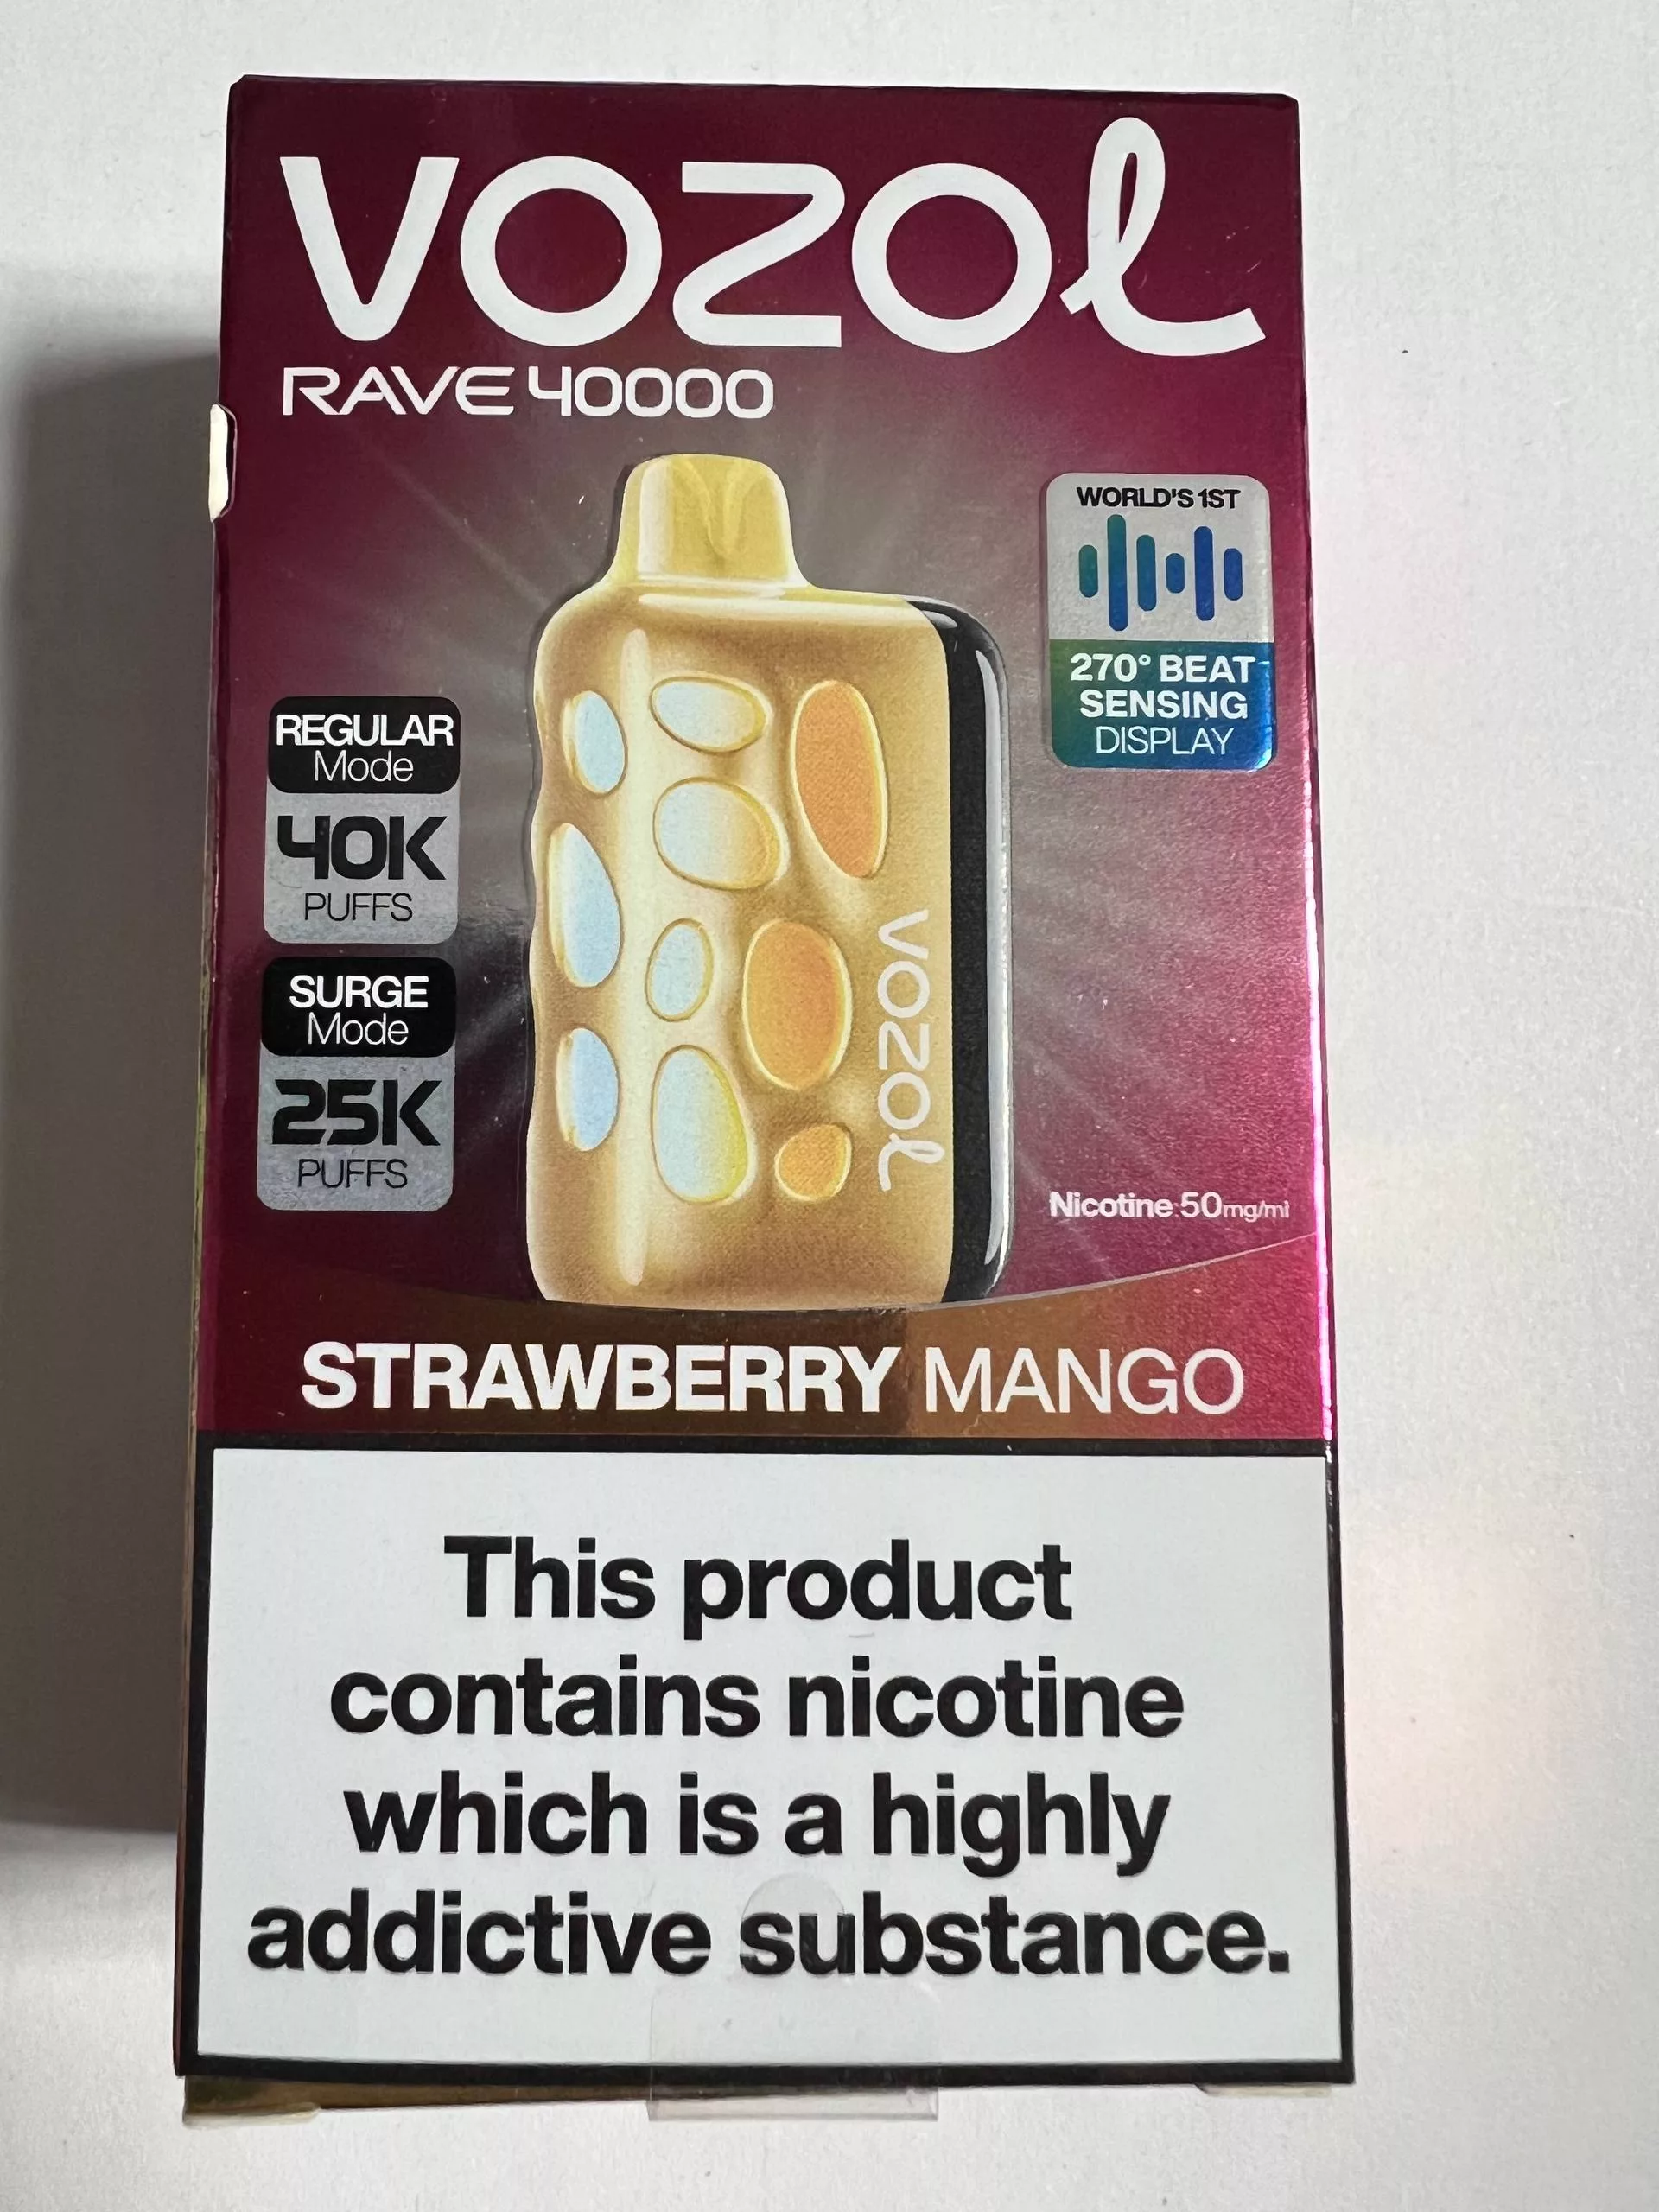 VOZOL
RAVE 40000
WORLD'S 1ST
270° BEAT
SENSING
DISPLAY
REGULAR
Mode
40K
PUFFS
SURGE
Mode
25K
PUFFS
VOZOL
Nicotine:50mg/ml
STRAWBERRY MANGO
This product
contains nicotine
which is a highly
addictive substance.